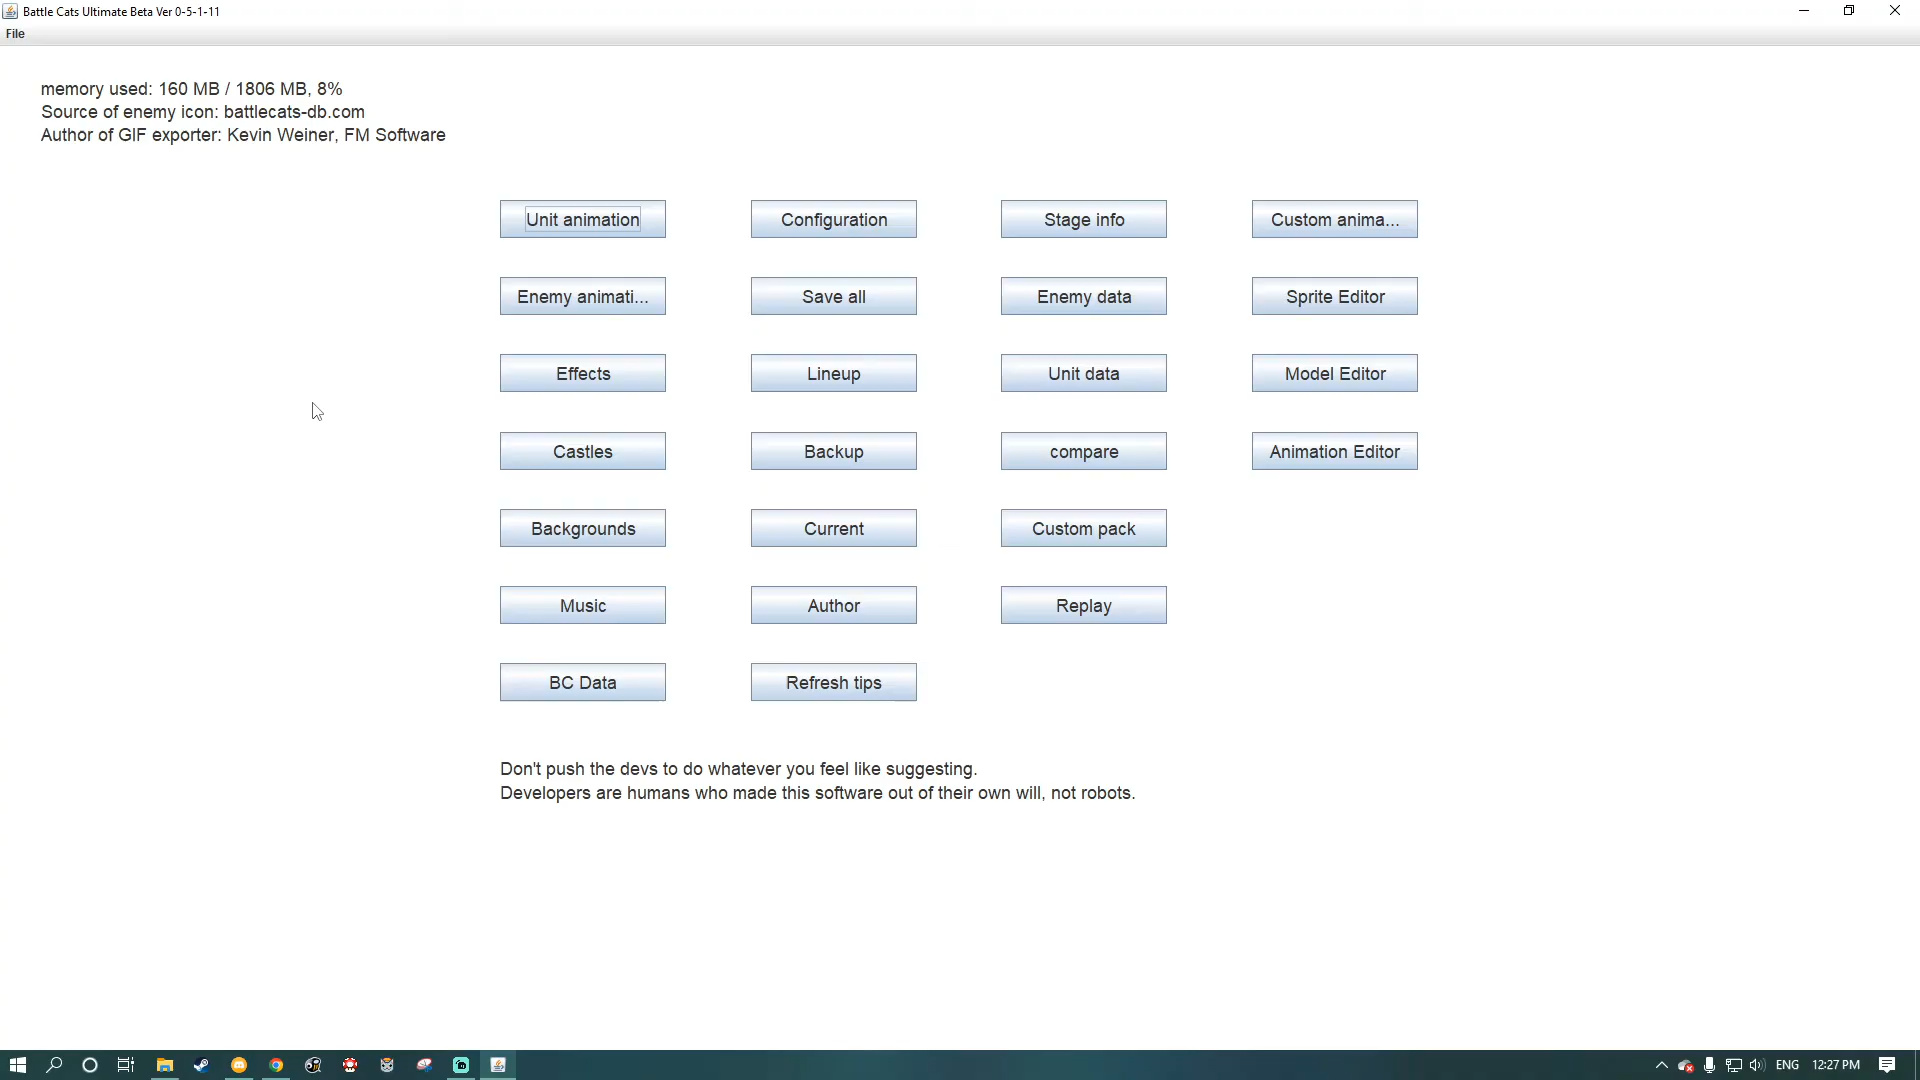 Battle Cats Ultimate Beta Ver 0-5-1-11
File
memory used: 160 MB / 1806 MB, 8%
Source of enemy icon: battlecats-db.com
Author of GIF exporter: Kevin Weiner, FM Software
Unit animation Configuration Stage info Custom anima...
Enemy animati... Save all Enemy data Sprite Editor
Effects Lineup Unit data Model Editor
Castles Backup compare Animation Editor
Backgrounds Current Custom pack
Music Author Replay
BC Data Refresh tips
Don't push the devs to do whatever you feel like suggesting.
Developers are humans who made this software out of their own will, not robots.
ENG 12:27 PM